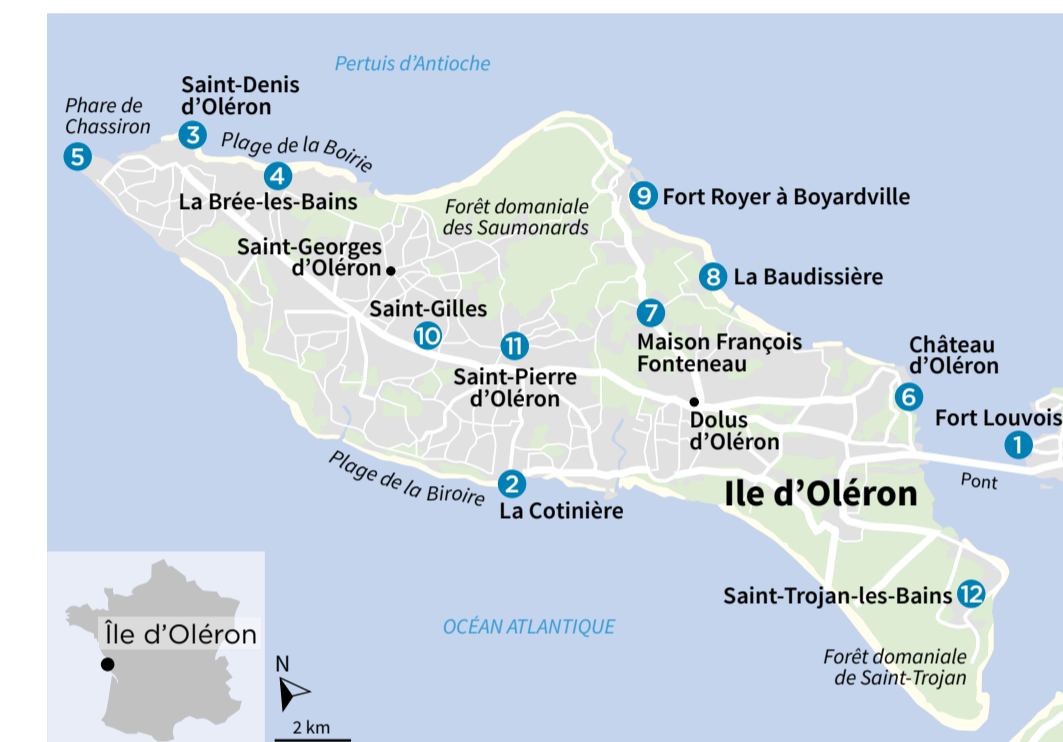 Pertuis d'Antioche
Saint-Denis
d'Oléron
Phare de
Chassiron
3
Plage de la Boirie
5
4
La Brée-les-Bains
9 Fort Royer à Boyardville
Forêt domaniale
des Saumonards
Saint-Georges
d'Oléron
8 La Baudissière
Saint-Gilles
10
7
Maison François
Fonteneau
11
Saint-Pierre
d'Oléron
Château
d'Oléron
6
Dolus
d'Oléron
Fort Louvois
1
Plage de la Biroire
2
La Cotinière
Pont
Ile d'Oléron
Saint-Trojan-les-Bains 12
OCÉAN ATLANTIQUE
Forêt domaniale
de Saint-Trojan
Île d'Oléron
N
2 km